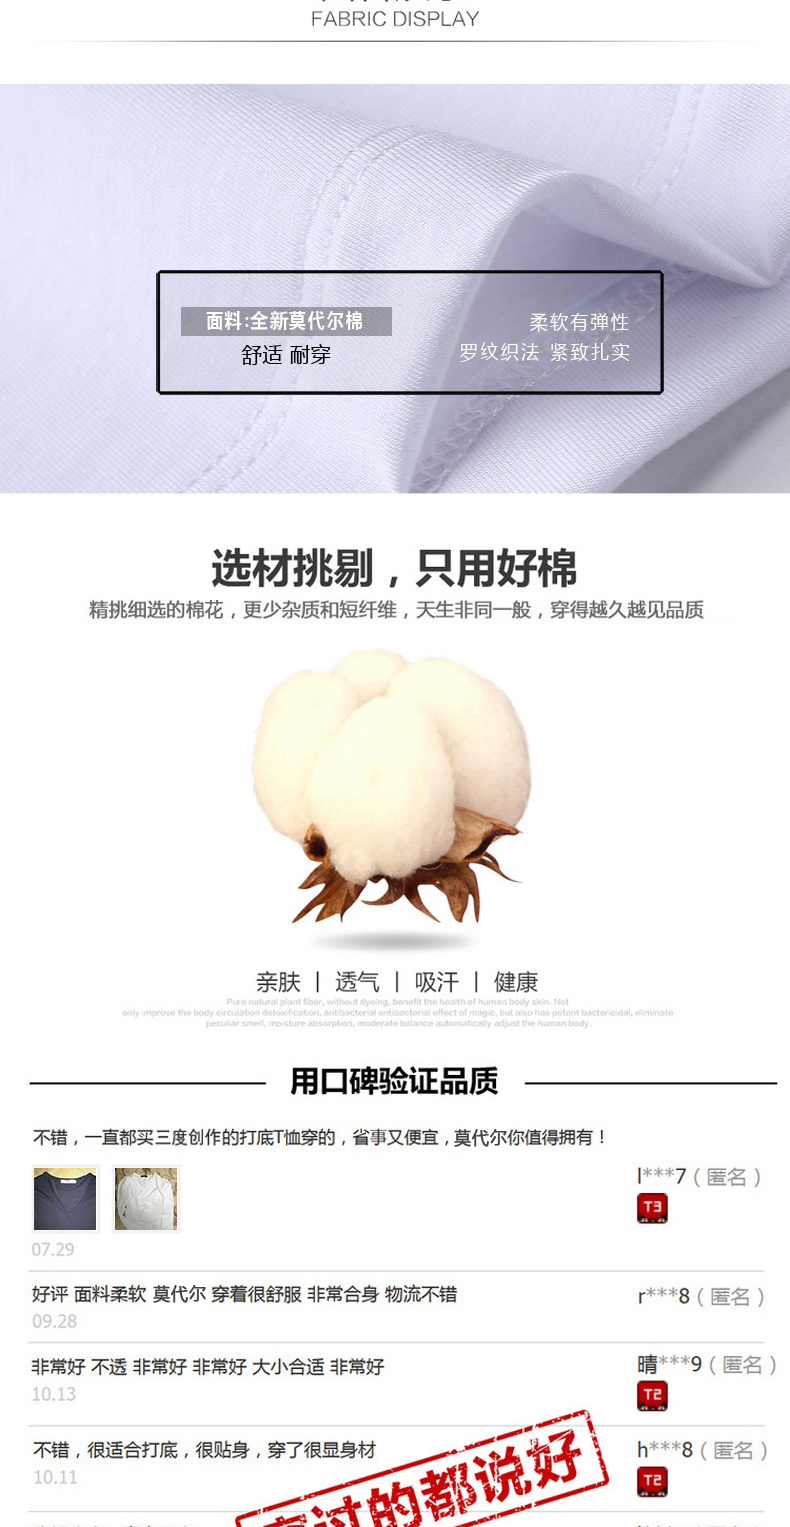 FABRIC DISPLAY
面料:全新莫代尔棉
舒适 耐穿
柔软有弹性
罗纹织法 紧致扎实
选材挑剔，只用好棉
精挑细选的棉花，更少杂质和短纤维，天生非同一般，穿得越久越见品质
亲肤 | 透气 | 吸汗 | 健康
Pure natural plant fiber, without dyeing, benefit the health of human body skin. Not
only improve the body circulation detoxification, antibacterial antibacterial effect of magic, but also has potent bactericidal, eliminate
peculiar smell, moisture absorption, moderate balance automatically adjust the human body.
用口碑验证品质
不错，一直都买三度创作的打底T恤穿的，省事又便宜，莫代尔你值得拥有！
l***7（匿名）
T3
07.29
好评 面料柔软 莫代尔 穿着很舒服 非常合身 物流不错
r***8（匿名）
09.28
非常好 不透 非常好 非常好 大小合适 非常好
晴***9（匿名）
T2
10.13
不错，很适合打底，很贴身，穿了很显身材
h***8（匿名）
T2
10.11
过的都说好